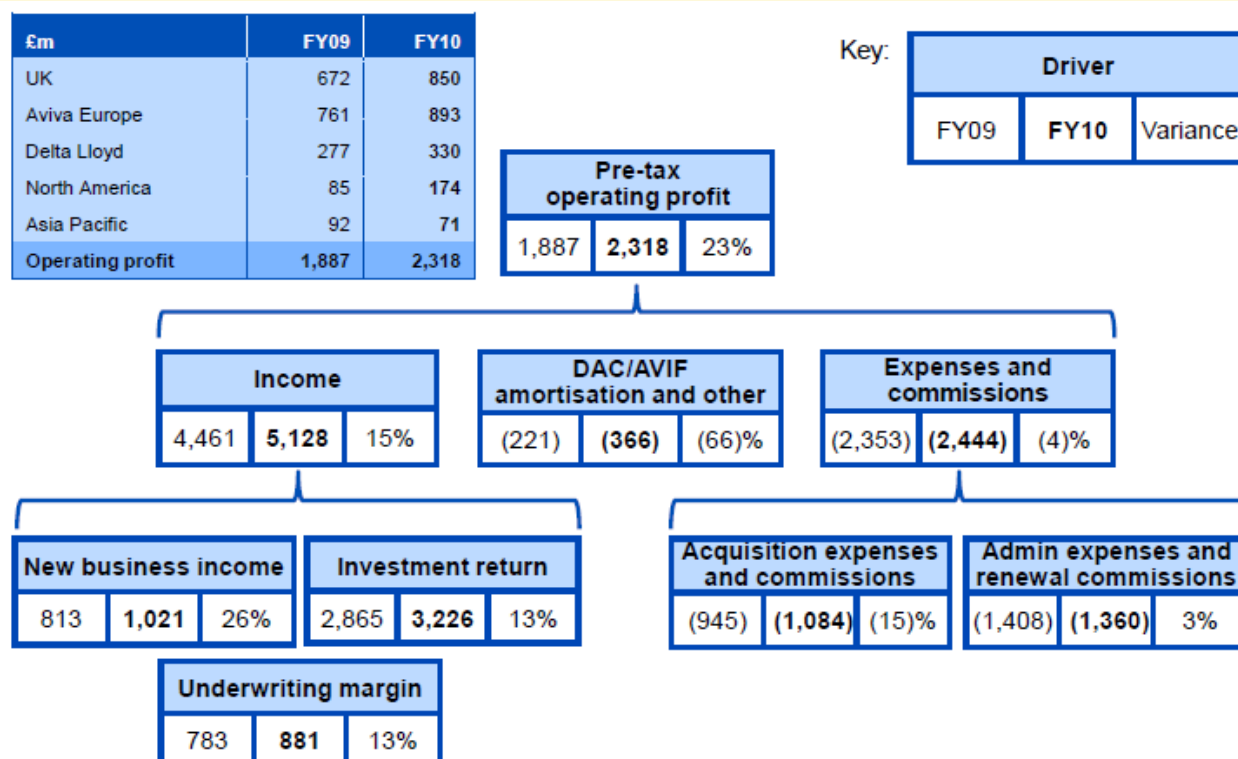 £m FY09 FY10
UK 672 850
Aviva Europe 761 893
Delta Lloyd 277 330
North America 85 174
Asia Pacific 92 71
Operating profit 1,887 2,318
Key:
Driver
FY09 FY10 Variance
Pre-tax
operating profit
1,887 2,318 23%
Income
4,461 5,128 15%
DAC/AVIF
amortisation and other
(221) (366) (66)%
Expenses and
commissions
(2,353) (2,444) (4)%
New business income
813 1,021 26%
Investment return
2,865 3,226 13%
Underwriting margin
783 881 13%
Acquisition expenses
and commissions
(945) (1,084) (15)%
Admin expenses and
renewal commissions
(1,408) (1,360) 3%